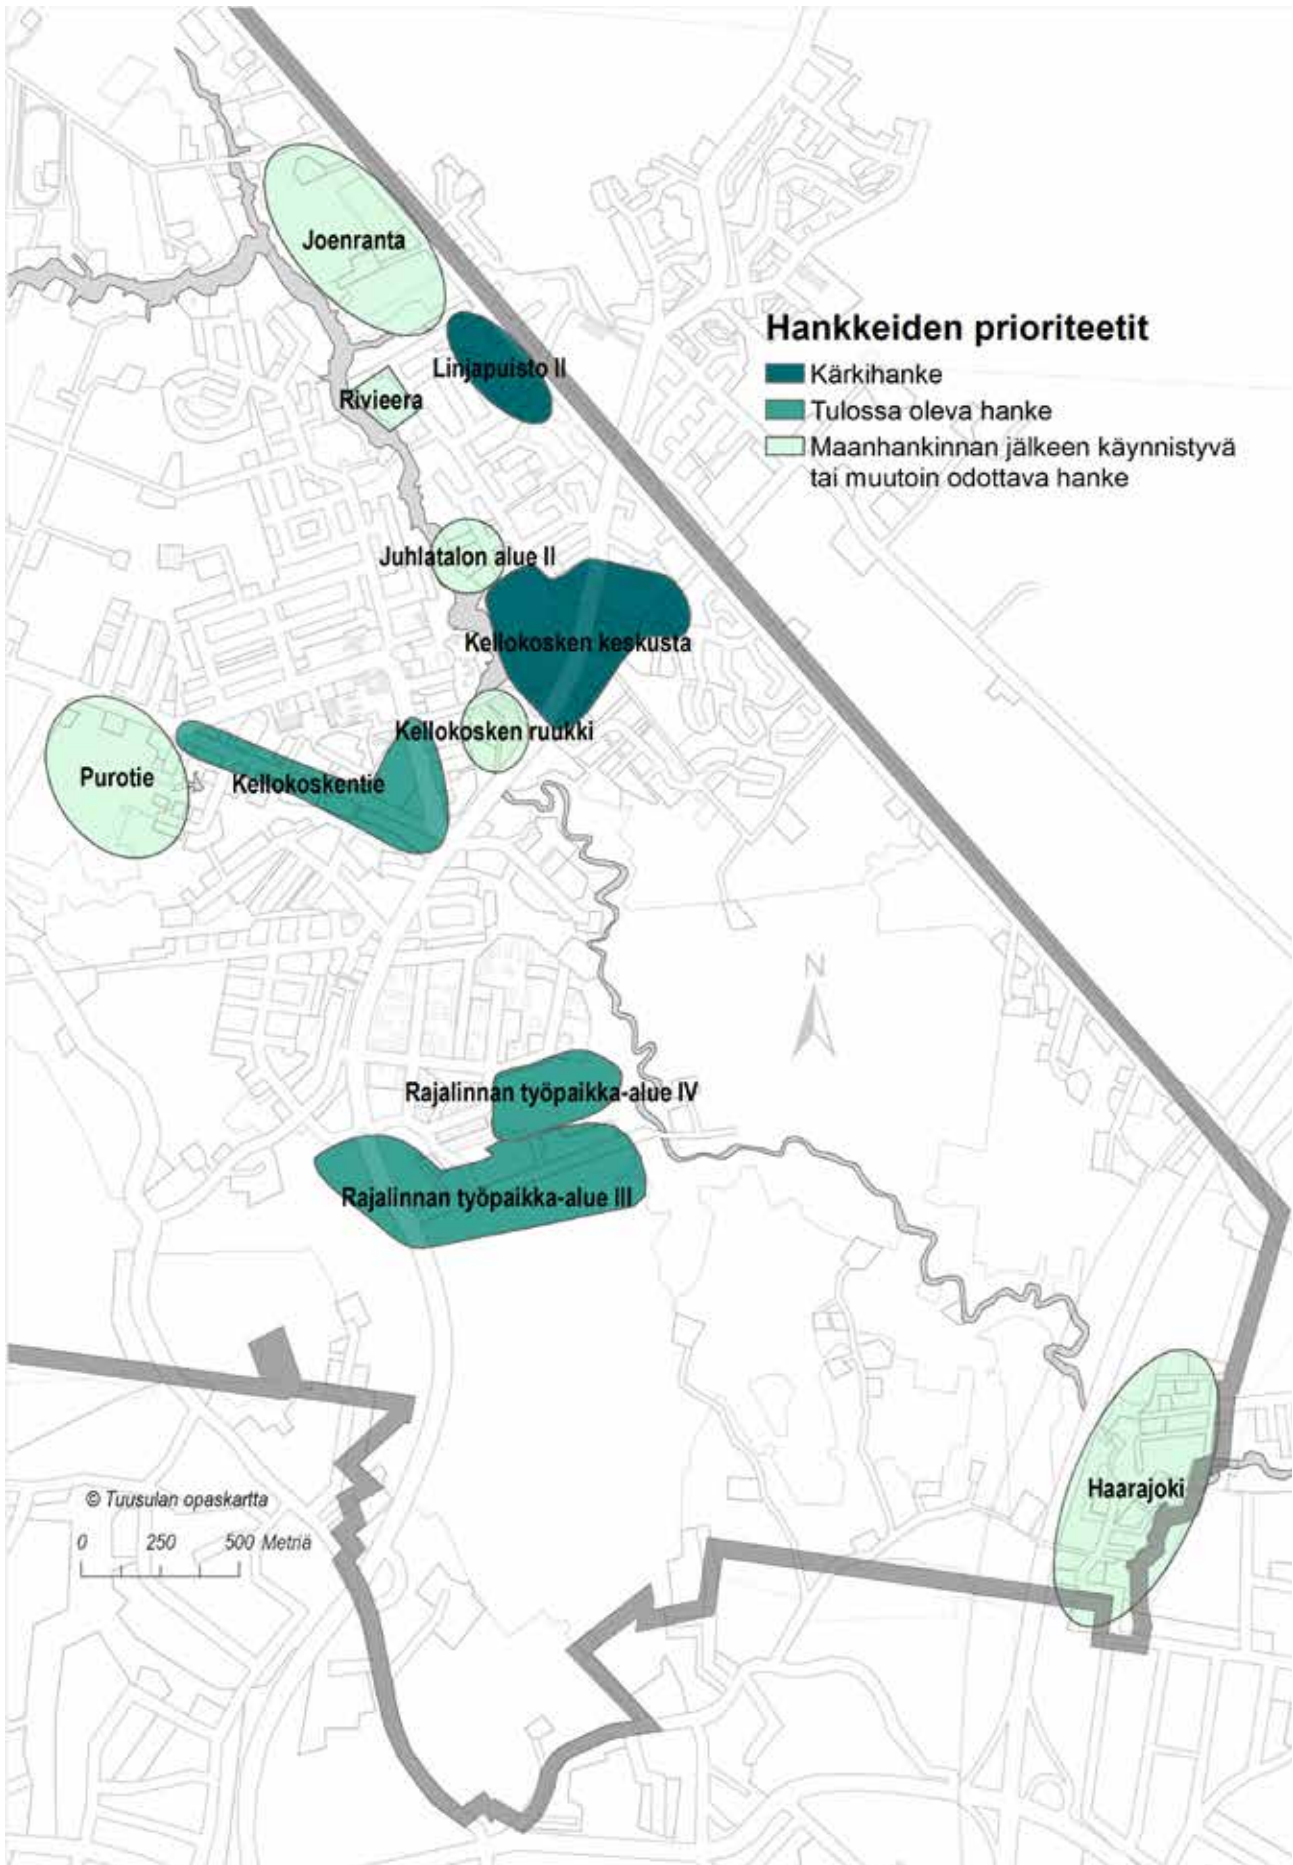 Joenranta
Hankkeiden prioriteetit
Linjapuisto II
Kärkihanke
Rivieera
Tulossa oleva hanke
Maanhankinnan jälkeen käynnistyvä
tai muutoin odottava hanke
Juhlatalon alue II
Kellokosken keskusta
Kellokosken ruukki
Purotie
Kellokoskentie
N
Rajalinnan työpaikka-alue IV
Rajalinnan työpaikka-alue III
Haarajoki
© Tuusulan opaskartta
0 250 500 Metriä